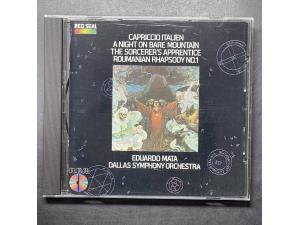 RED SEAL
CAPRICCIO ITALIEN
A NIGHT ON BARE MOUNTAIN
THE SORCERER'S APPRENTICE
ROUMANIAN RHAPSODY NO.1
EDUARDO MATA
DALLAS SYMPHONY ORCHESTRA